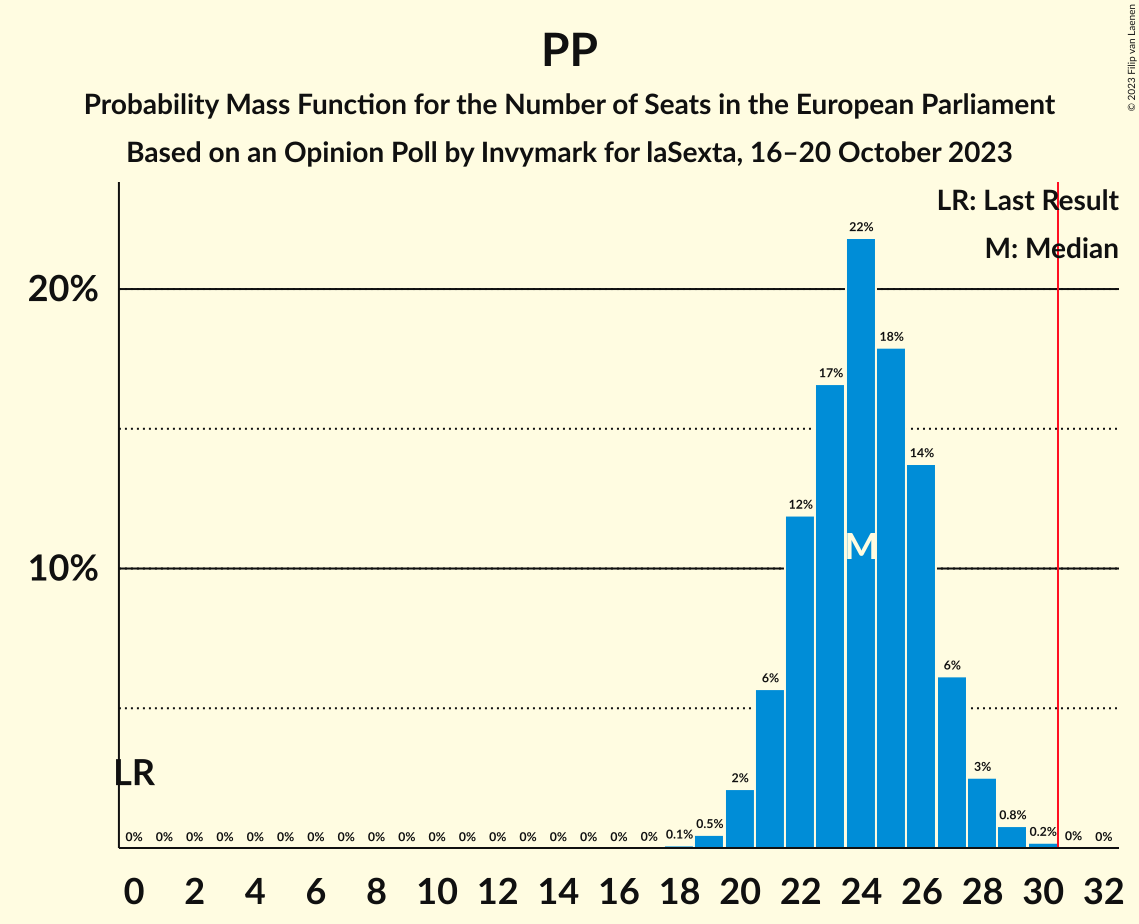 PP
Probability Mass Function for the Number of Seats in the European Parliament
Based on an Opinion Poll by Invymark for laSexta, 16–20 October 2023
© 2023 Filip van Laenen
LR: Last Result
M: Median
20%
10%
22%
18%
17%
14%
12%
M
6%
6%
LR
2%
3%
0% 0% 0% 0% 0% 0% 0% 0% 0% 0% 0% 0% 0% 0% 0% 0% 0% 0% 0.1% 0.5% 0.8% 0.2% 0% 0%
0 2 4 6 8 10 12 14 16 18 20 22 24 26 28 30 32